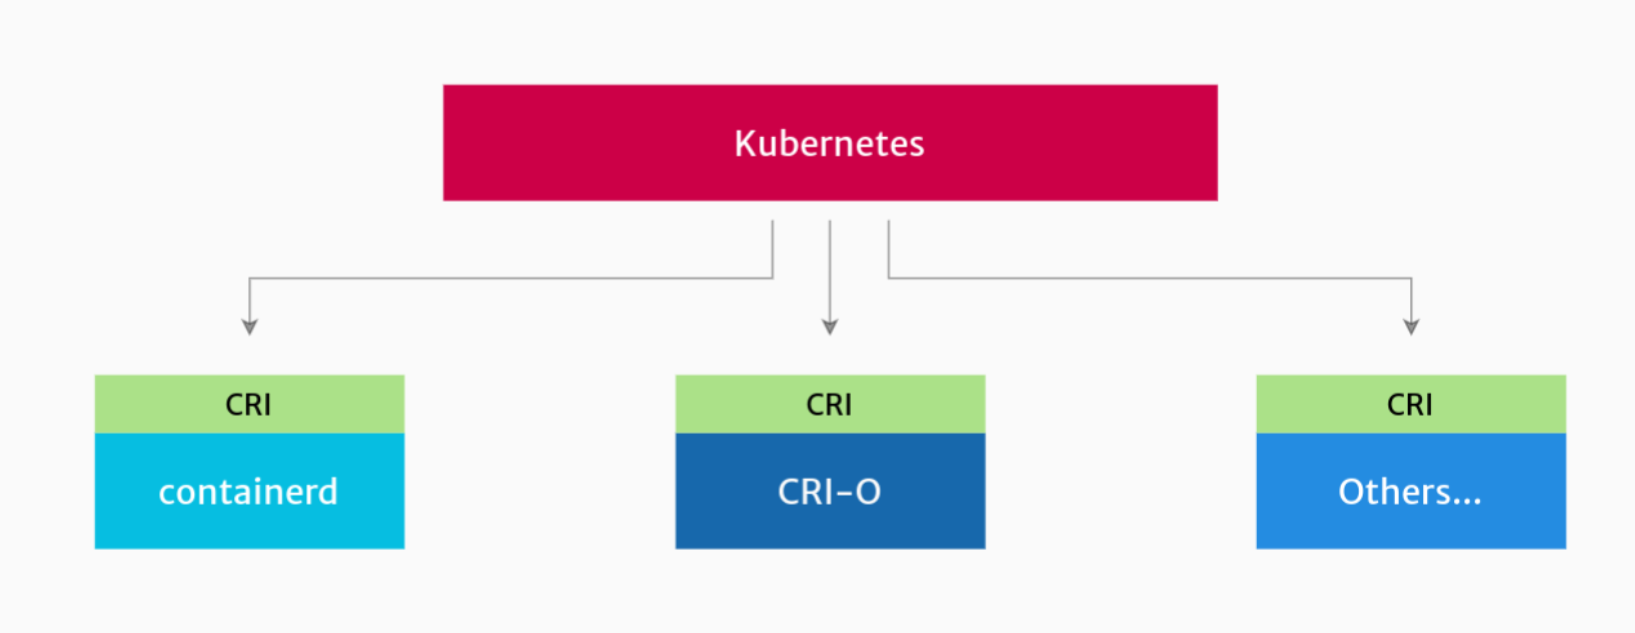 Kubernetes
CRI
containerd
CRI
CRI-O
CRI
Others...